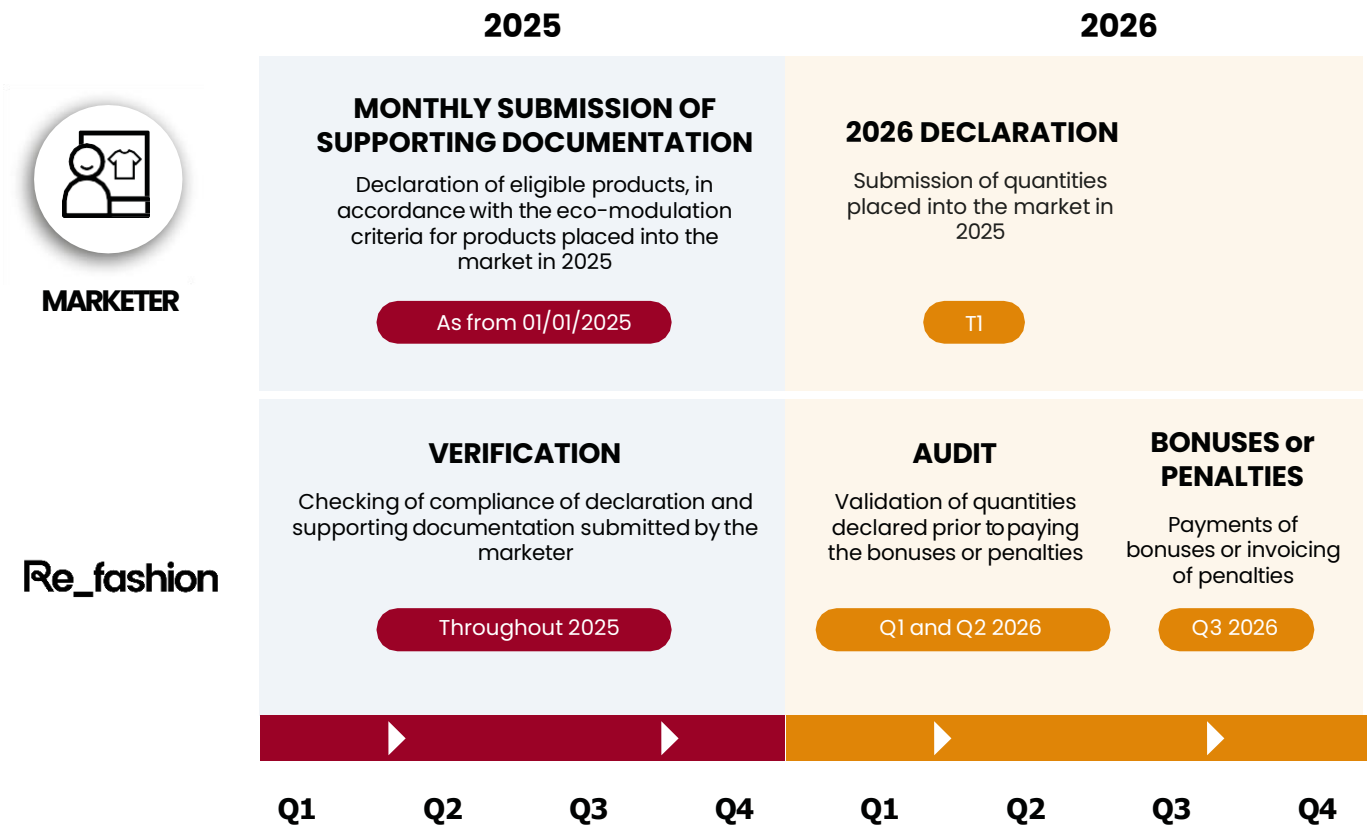 2025
2026
MONTHLY SUBMISSION OF
SUPPORTING DOCUMENTATION
Declaration of eligible products, in
accordance with the eco-modulation
criteria for products placed into the
market in 2025
As from 01/01/2025
2026 DECLARATION
Submission of quantities
placed into the market in
2025
T1
MARKETER
VERIFICATION
Checking of compliance of declaration and
supporting documentation submitted by the
marketer
Throughout 2025
AUDIT
Validation of quantities
declared prior to paying
the bonuses or penalties
Q1 and Q2 2026
BONUSES or
PENALTIES
Payments of
bonuses or invoicing
of penalties
Q3 2026
Re_fashion
Q1 Q2 Q3 Q4 Q1 Q2 Q3 Q4